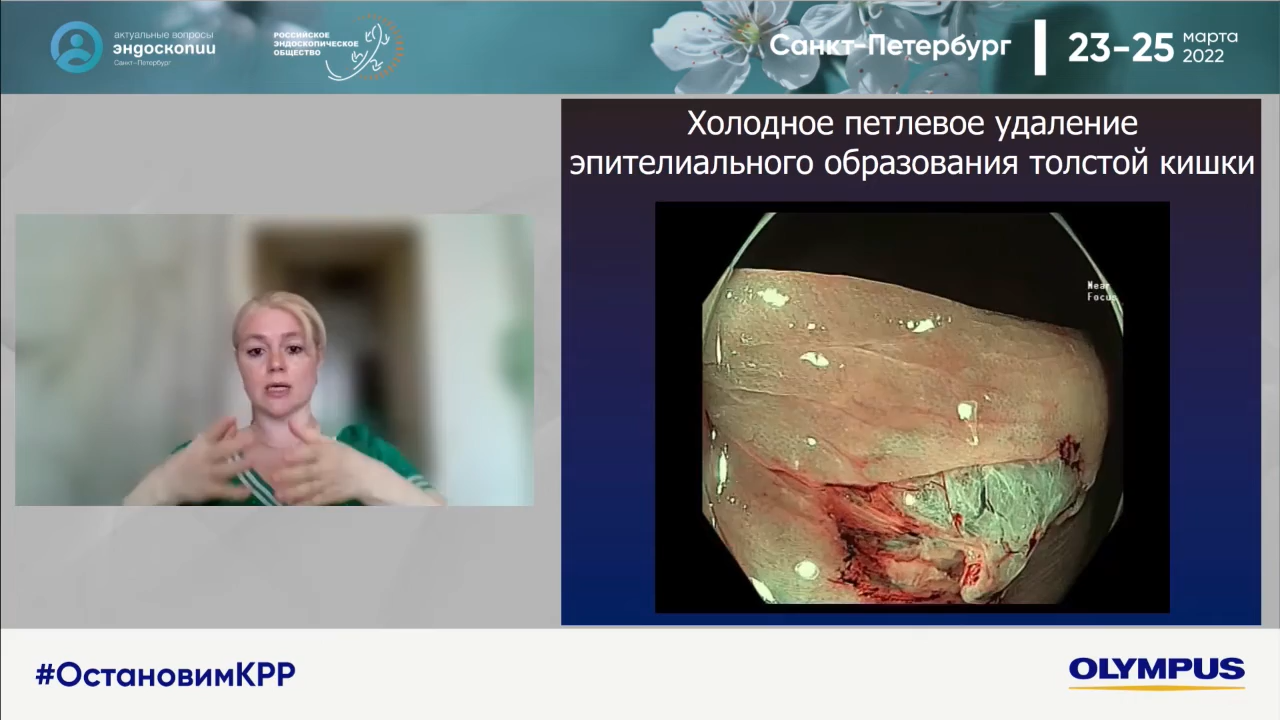 актуальные вопросы
эндоскопии
Санкт-Петербург
РОССИЙСКОЕ
ЭНДОСКОПИЧЕСКОЕ
ОБЩЕСТВО
Санкт-Петербург
23-25
марта
2022
Холодное петлевое удаление
эпителиального образования толстой кишки
Near
Focus
#ОстановимКРР
OLYMPUS